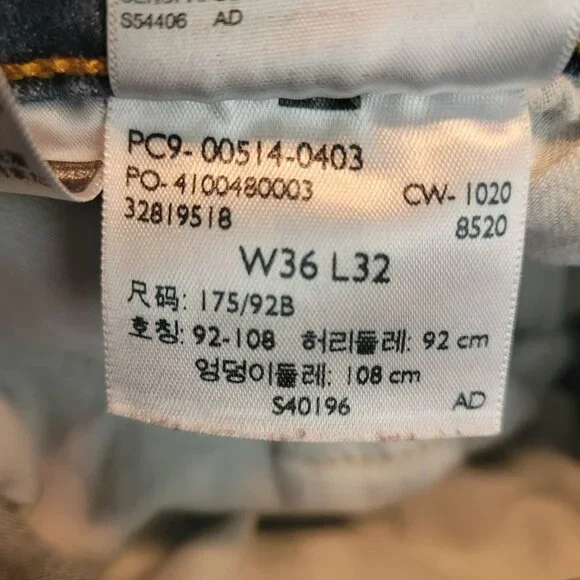 S54406 AD
PC9- 00514-0403
PO- 4100480003 CW- 1020
32819518 8520
W36 L32
尺码: 175/92B
호칭: 92-108 허리둘레: 92 cm
엉덩이둘레: 108 cm
S40196 AD